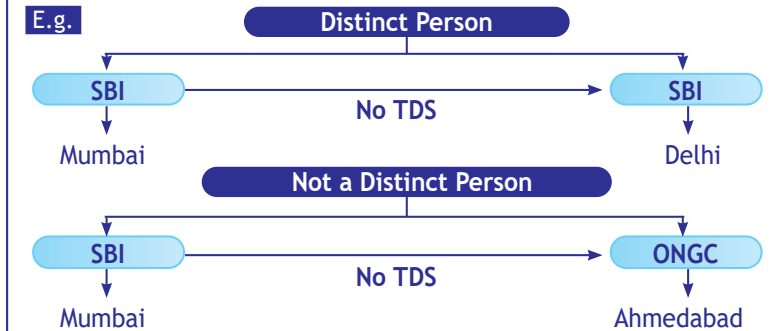 E.g.
Distinct Person
SBI SBI
No TDS
Mumbai Delhi
Not a Distinct Person
SBI ONGC
No TDS
Mumbai Ahmedabad